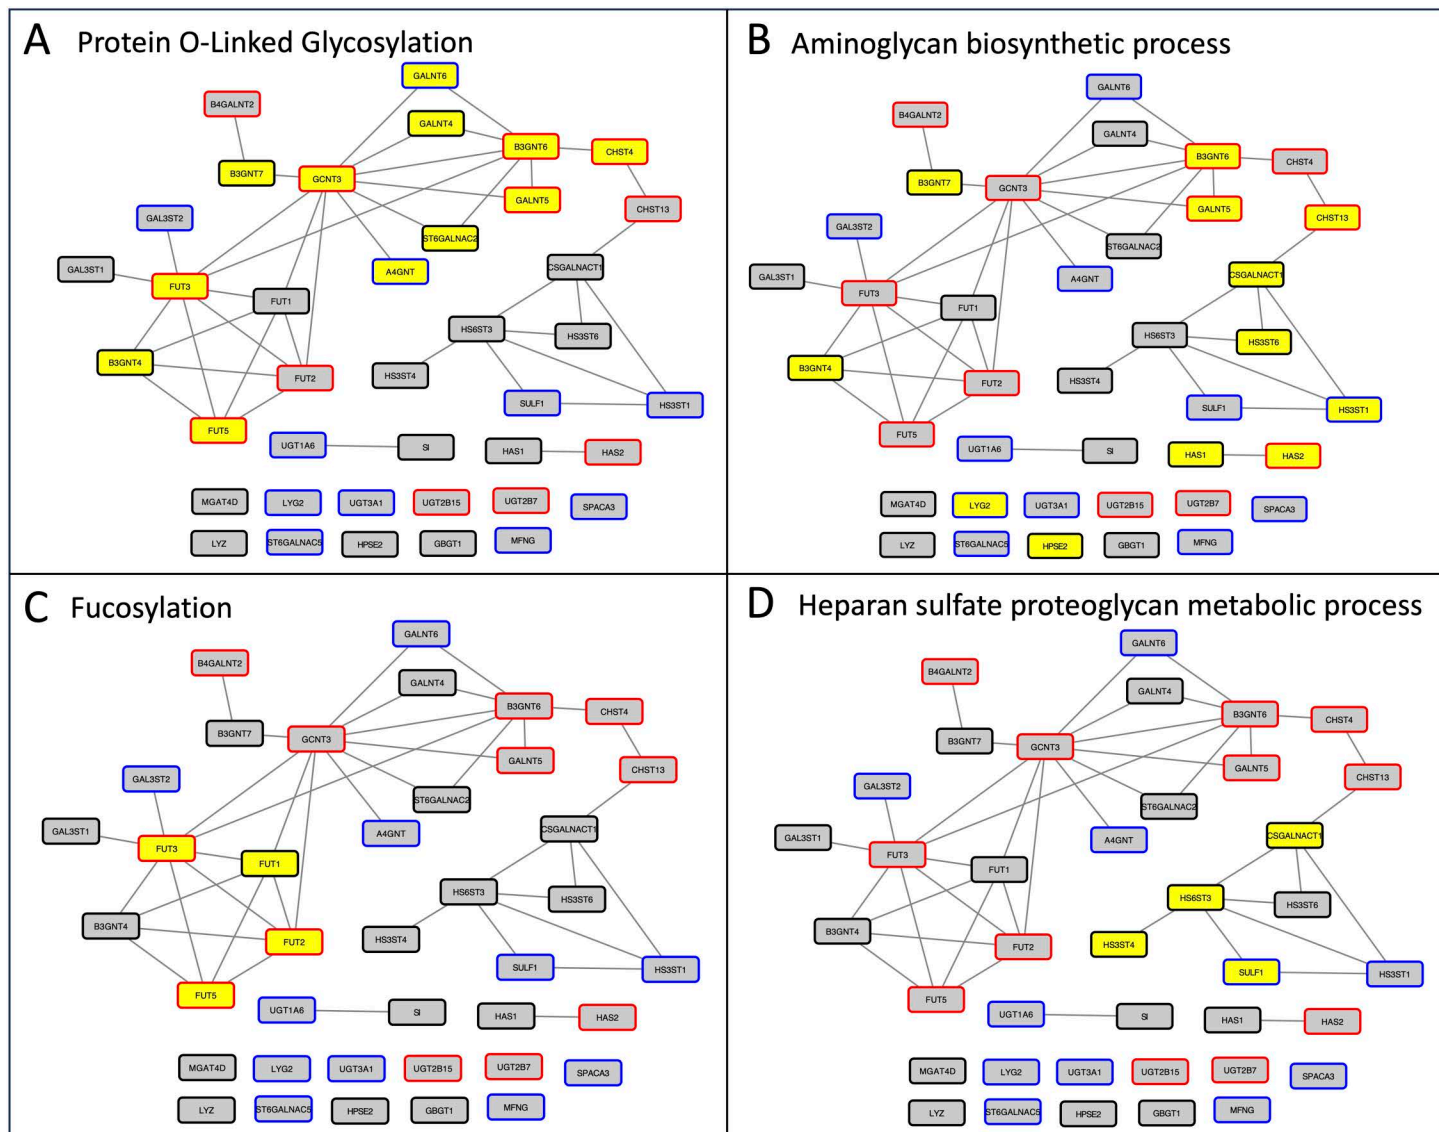 A Protein O-Linked Glycosylation
GALNT6
B4GALNT2
GALNT4
B3GNT6
CHST4
B3GNT7
GCNT3
GALNT5
CHST13
GAL3ST2
ST6GALNAC2
GAL3ST1
A4GNT
CSGALNACT1
FUT3
FUT1
HS6ST3
HS3ST6
B3GNT4
FUT2
HS3ST4
SULF1
HS3ST1
FUT5
UGT1A6
SI
HAS1
HAS2
MGAT4D
LYG2
UGT3A1
UGT2B15
UGT2B7
SPACA3
LYZ
ST6GALNAC5
HPSE2
GBGT1
MFNG
B Aminoglycan biosynthetic process
GALNT6
B4GALNT2
GALNT4
B3GNT6
CHST4
B3GNT7
GCNT3
GALNT5
CHST13
GAL3ST2
ST6GALNAC2
GAL3ST1
A4GNT
CSGALNACT1
FUT3
FUT1
HS6ST3
HS3ST6
B3GNT4
FUT2
HS3ST4
SULF1
HS3ST1
FUT5
UGT1A6
SI
HAS1
HAS2
MGAT4D
LYG2
UGT3A1
UGT2B15
UGT2B7
SPACA3
LYZ
ST6GALNAC5
HPSE2
GBGT1
MFNG
C Fucosylation
GALNT6
B4GALNT2
GALNT4
B3GNT6
CHST4
B3GNT7
GCNT3
GALNT5
CHST13
GAL3ST2
ST6GALNAC2
GAL3ST1
A4GNT
CSGALNACT1
FUT3
FUT1
HS6ST3
HS3ST6
B3GNT4
FUT2
HS3ST4
SULF1
HS3ST1
FUT5
UGT1A6
SI
HAS1
HAS2
MGAT4D
LYG2
UGT3A1
UGT2B15
UGT2B7
SPACA3
LYZ
ST6GALNAC5
HPSE2
GBGT1
MFNG
D Heparan sulfate proteoglycan metabolic process
GALNT6
B4GALNT2
GALNT4
B3GNT6
CHST4
B3GNT7
GCNT3
GALNT5
CHST13
GAL3ST2
ST6GALNAC2
GAL3ST1
A4GNT
CSGALNACT1
FUT3
FUT1
HS6ST3
HS3ST6
B3GNT4
FUT2
HS3ST4
SULF1
HS3ST1
FUT5
UGT1A6
SI
HAS1
HAS2
MGAT4D
LYG2
UGT3A1
UGT2B15
UGT2B7
SPACA3
LYZ
ST6GALNAC5
HPSE2
GBGT1
MFNG